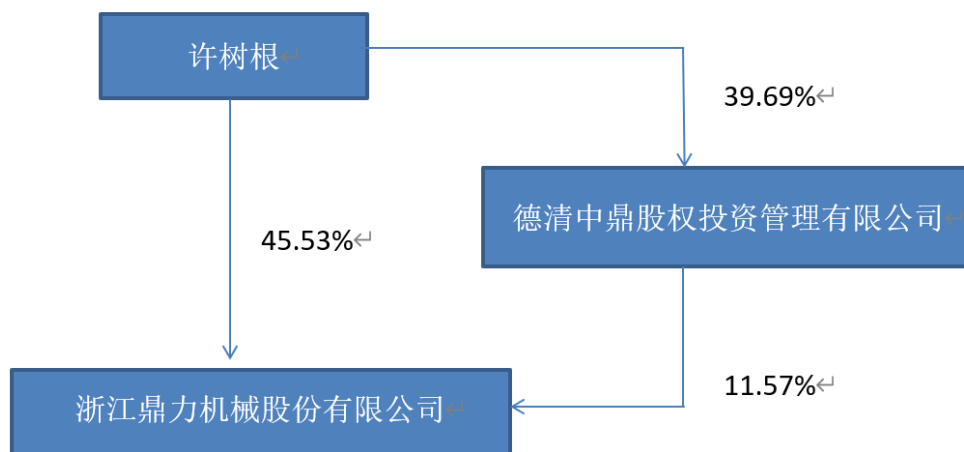 许树根
39.69%
德清中鼎股权投资管理有限公司
45.53%
11.57%
浙江鼎力机械股份有限公司